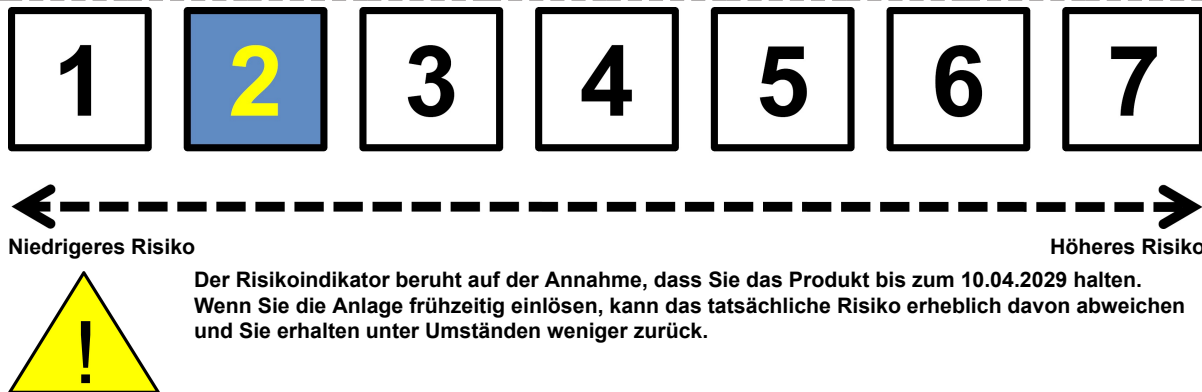 1 2 3 4 5 6 7
Niedrigeres Risiko Höheres Risiko
! Der Risikoindikator beruht auf der Annahme, dass Sie das Produkt bis zum 10.04.2029 halten.
Wenn Sie die Anlage frühzeitig einlösen, kann das tatsächliche Risiko erheblich davon abweichen
und Sie erhalten unter Umständen weniger zurück.